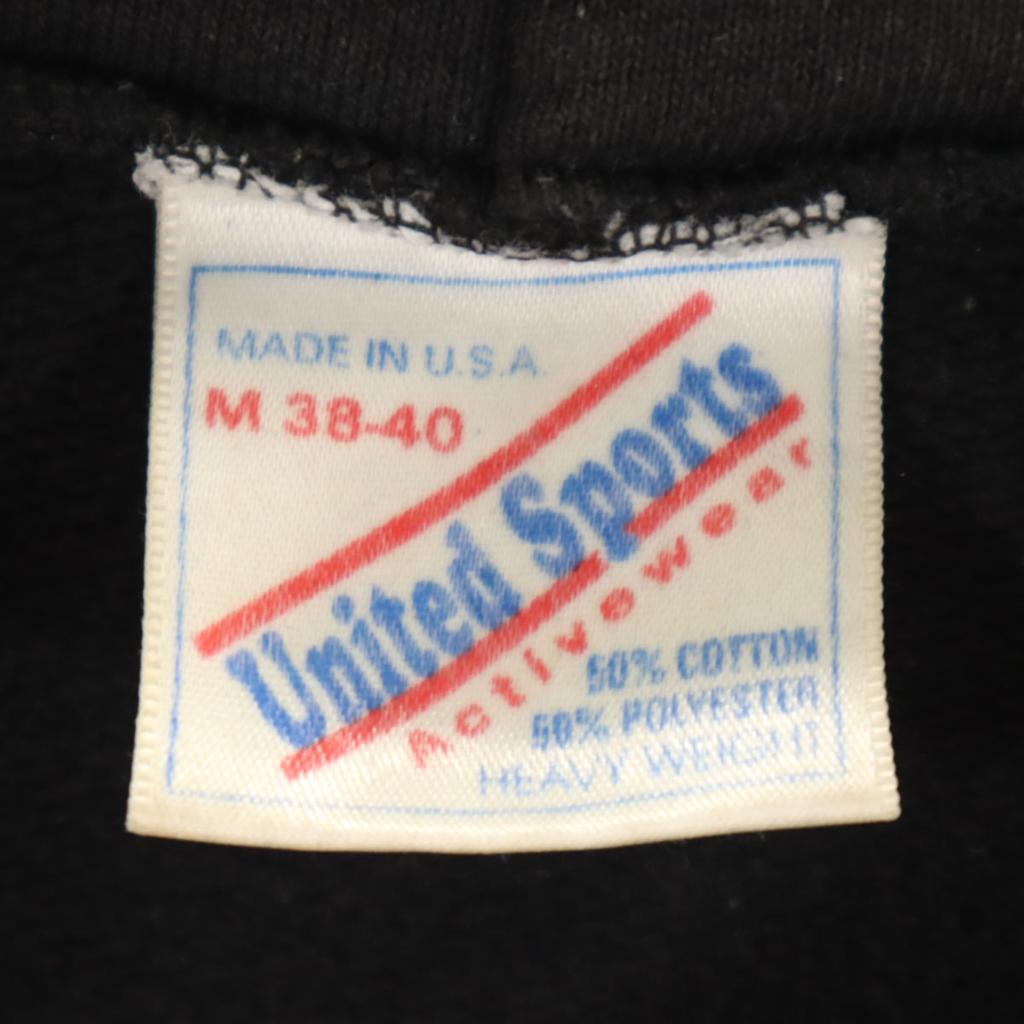 MADE IN U.S.A.
M 38-40
United Sports
Activewear
50% COTTON
50% POLYESTER
HEAVY WEIGHT